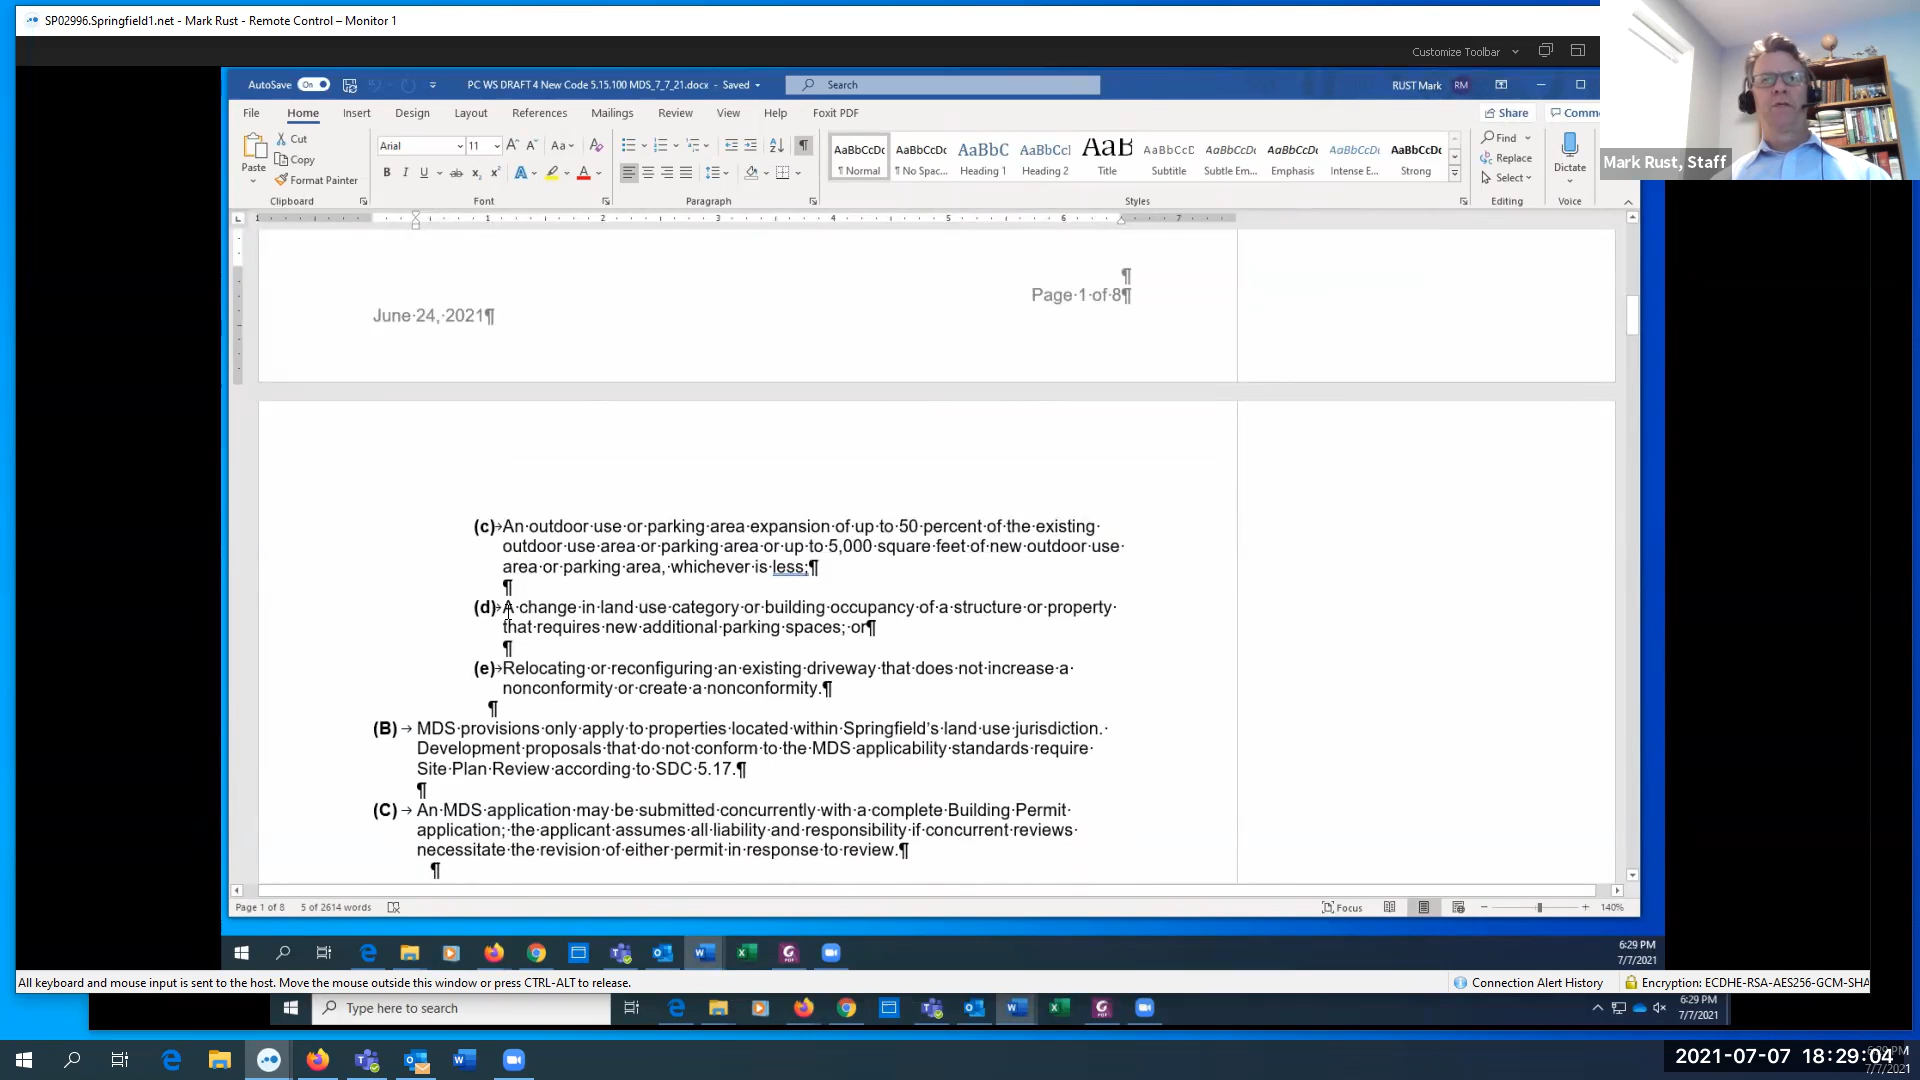 SP02996.Springfield1.net - Mark Rust - Remote Control – Monitor 1
Customize Toolbar
AutoSave On PC WS DRAFT 4 New Code 5.15.100 MDS_7_7_21.docx - Saved Search RUST Mark RM
File Home Insert Design Layout References Mailings Review View Help Foxit PDF Share Comme
Mark Rust, Staff
Paste Cut Copy Format Painter
Arial 11
AaBbCcDc AaBbCcDc AaBbC AaBbCcl AaB AaBbCcD AaBbCcDc AaBbCcDc AaBbCcDc AaBbCcDc
¶ Normal ¶ No Spac... Heading 1 Heading 2 Title Subtitle Subtle Em... Emphasis Intense E... Strong
Find Replace Select Dictate
Clipboard Font Paragraph Styles Editing Voice
1 1 2 3 4 5 6 7
¶
Page·1·of·8¶
June·24,·2021¶
(c)→An·outdoor·use·or·parking·area·expansion·of·up·to·50·percent·of·the·existing·
outdoor·use·area·or·parking·area·or·up·to·5,000·square·feet·of·new·outdoor·use·
area·or·parking·area,·whichever·is·less;¶
¶
(d)→A·change·in·land·use·category·or·building·occupancy·of·a·structure·or·property·
that·requires·new·additional·parking·spaces;·or¶
¶
(e)→Relocating·or·reconfiguring·an·existing·driveway·that·does·not·increase·a·
nonconformity·or·create·a·nonconformity.¶
¶
(B)→MDS·provisions·only·apply·to·properties·located·within·Springfield's·land·use·jurisdiction.·
Development·proposals·that·do·not·conform·to·the·MDS·applicability·standards·require·
Site·Plan·Review·according·to·SDC·5.17.¶
¶
(C)→An·MDS·application·may·be·submitted·concurrently·with·a·complete·Building·Permit·
application;·the·applicant·assumes·all·liability·and·responsibility·if·concurrent·reviews·
necessitate·the·revision·of·either·permit·in·response·to·review.¶
¶
Page 1 of 8 5 of 2614 words Focus 140%
6:29 PM
7/7/2021
All keyboard and mouse input is sent to the host. Move the mouse outside this window or press CTRL-ALT to release. Connection Alert History Encryption: ECDHE-RSA-AES256-GCM-SHA
Type here to search
6:29 PM
7/7/2021
2021-07-07 18:29:04
7/7/2021